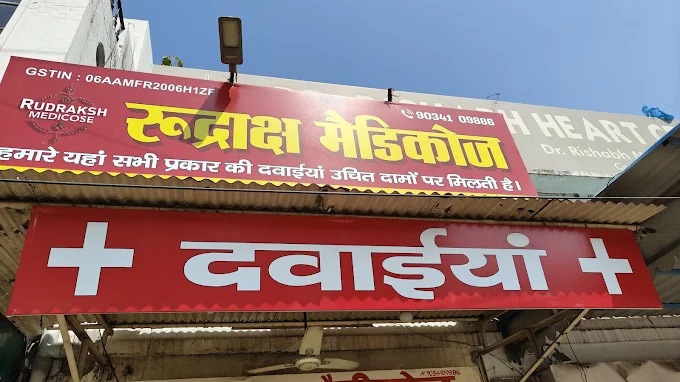 GSTIN : 06AAMFR2006H1ZF
RUDRAKSH
MEDICOSE
90341 09886
रूद्राक्ष मैडिकोज
हमारे यहां सभी प्रकार की दवाईयां उचित दामों पर मिलती है।
HEART
Dr. Rishabh
दवाईयां